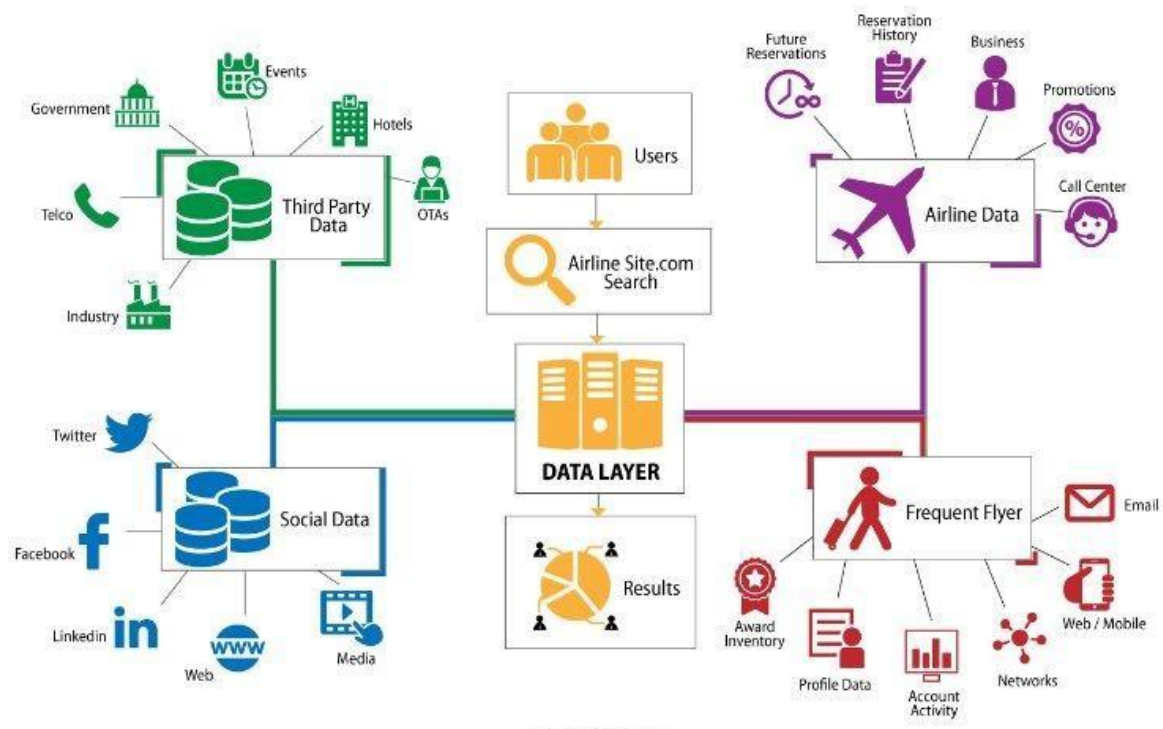 Government
Events
Hotels
Telco
Third Party
Data
OTAs
Industry
Users
Airline Site.com
Search
DATA LAYER
Results
Future
Reservations
Reservation
History
Business
Promotions
%
Airline Data
Call Center
Twitter
Facebook
f
Social Data
Linkedin
in
Web
www
Media
H
Frequent Flyer
Email
Web / Mobile
Networks
Account
Activity
Profile Data
Award
Inventory